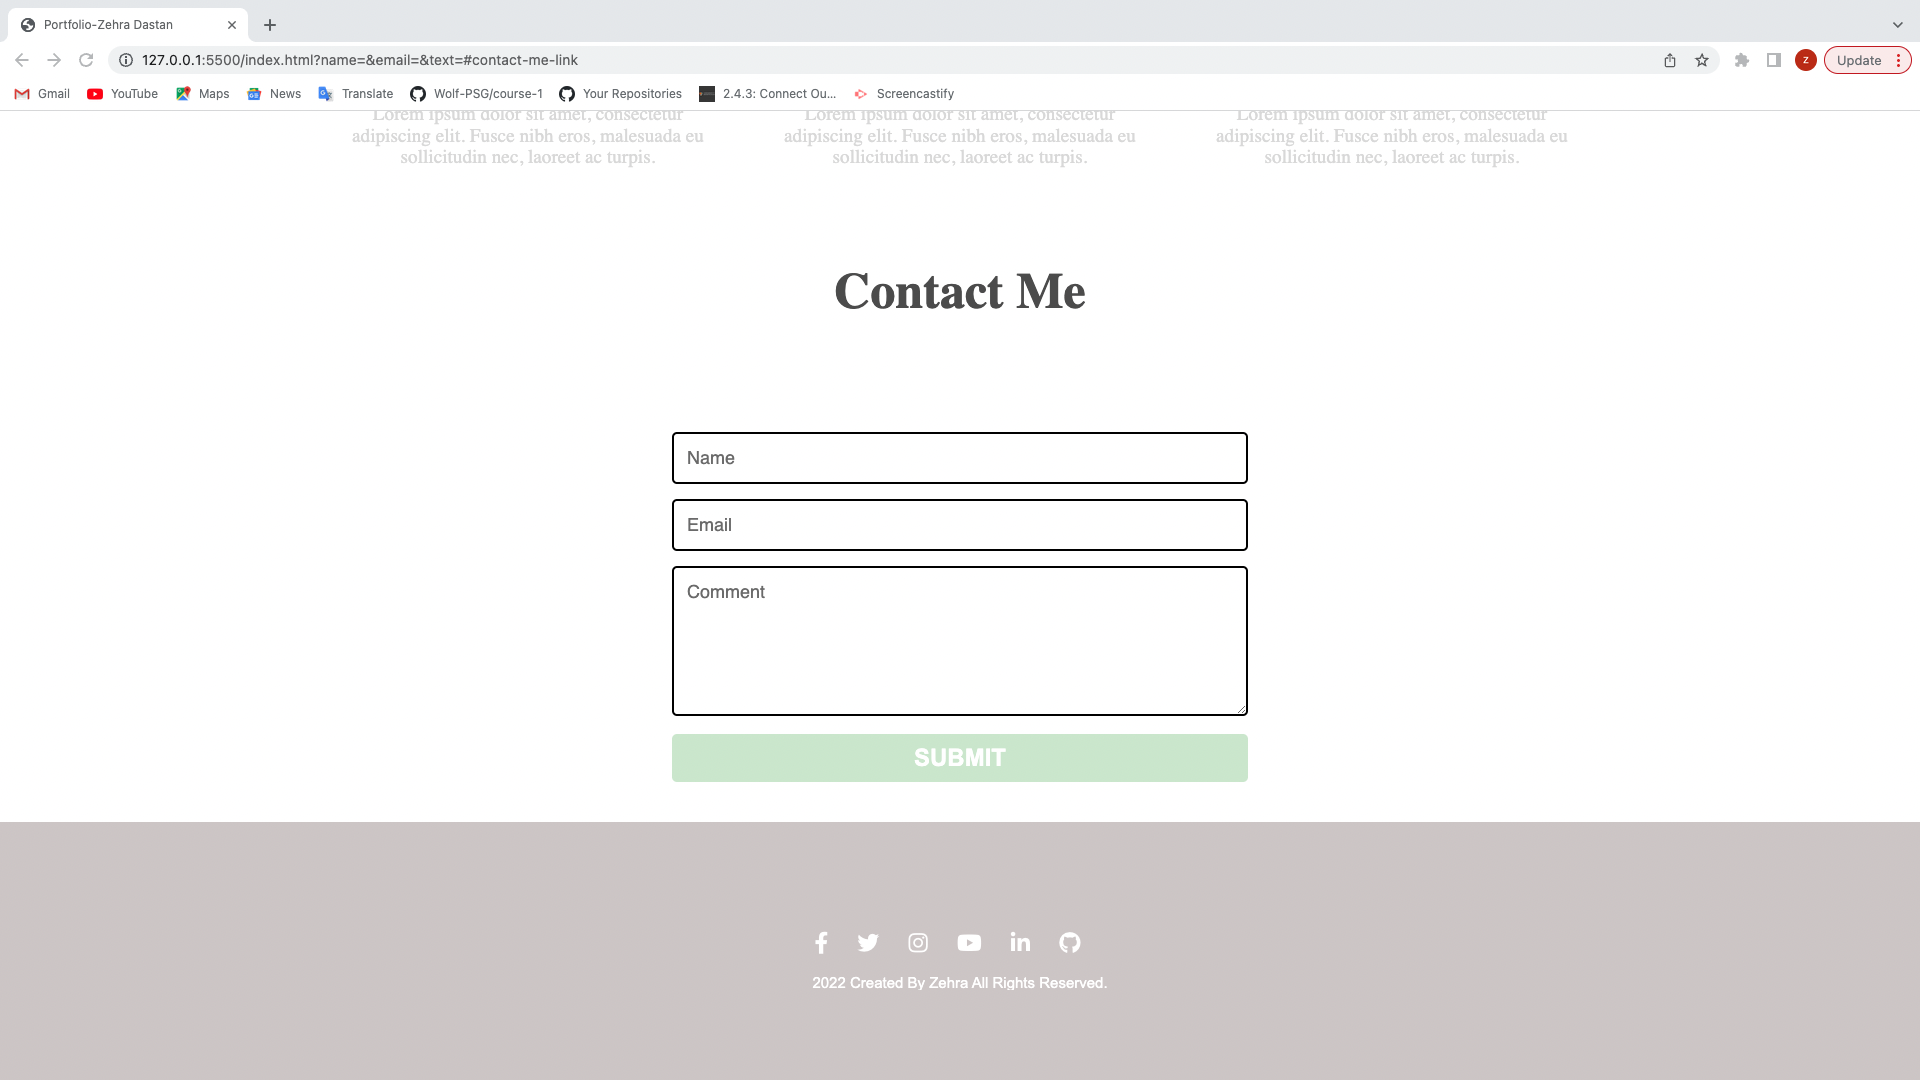 Portfolio-Zehra Dastan
127.0.0.1:5500/index.html?name=&email=&text=#contact-me-link
Z
Update
Gmail YouTube Maps News Translate Wolf-PSG/course-1 Your Repositories 2.4.3: Connect Ou... Screencastify
Lorem ipsum dolor sit amet, consectetur
adipiscing elit. Fusce nibh eros, malesuada eu
sollicitudin nec, laoreet ac turpis.
Lorem ipsum dolor sit amet, consectetur
adipiscing elit. Fusce nibh eros, malesuada eu
sollicitudin nec, laoreet ac turpis.
Lorem ipsum dolor sit amet, consectetur
adipiscing elit. Fusce nibh eros, malesuada eu
sollicitudin nec, laoreet ac turpis.
Contact Me
Name
Email
Comment
SUBMIT
2022 Created By Zehra All Rights Reserved.